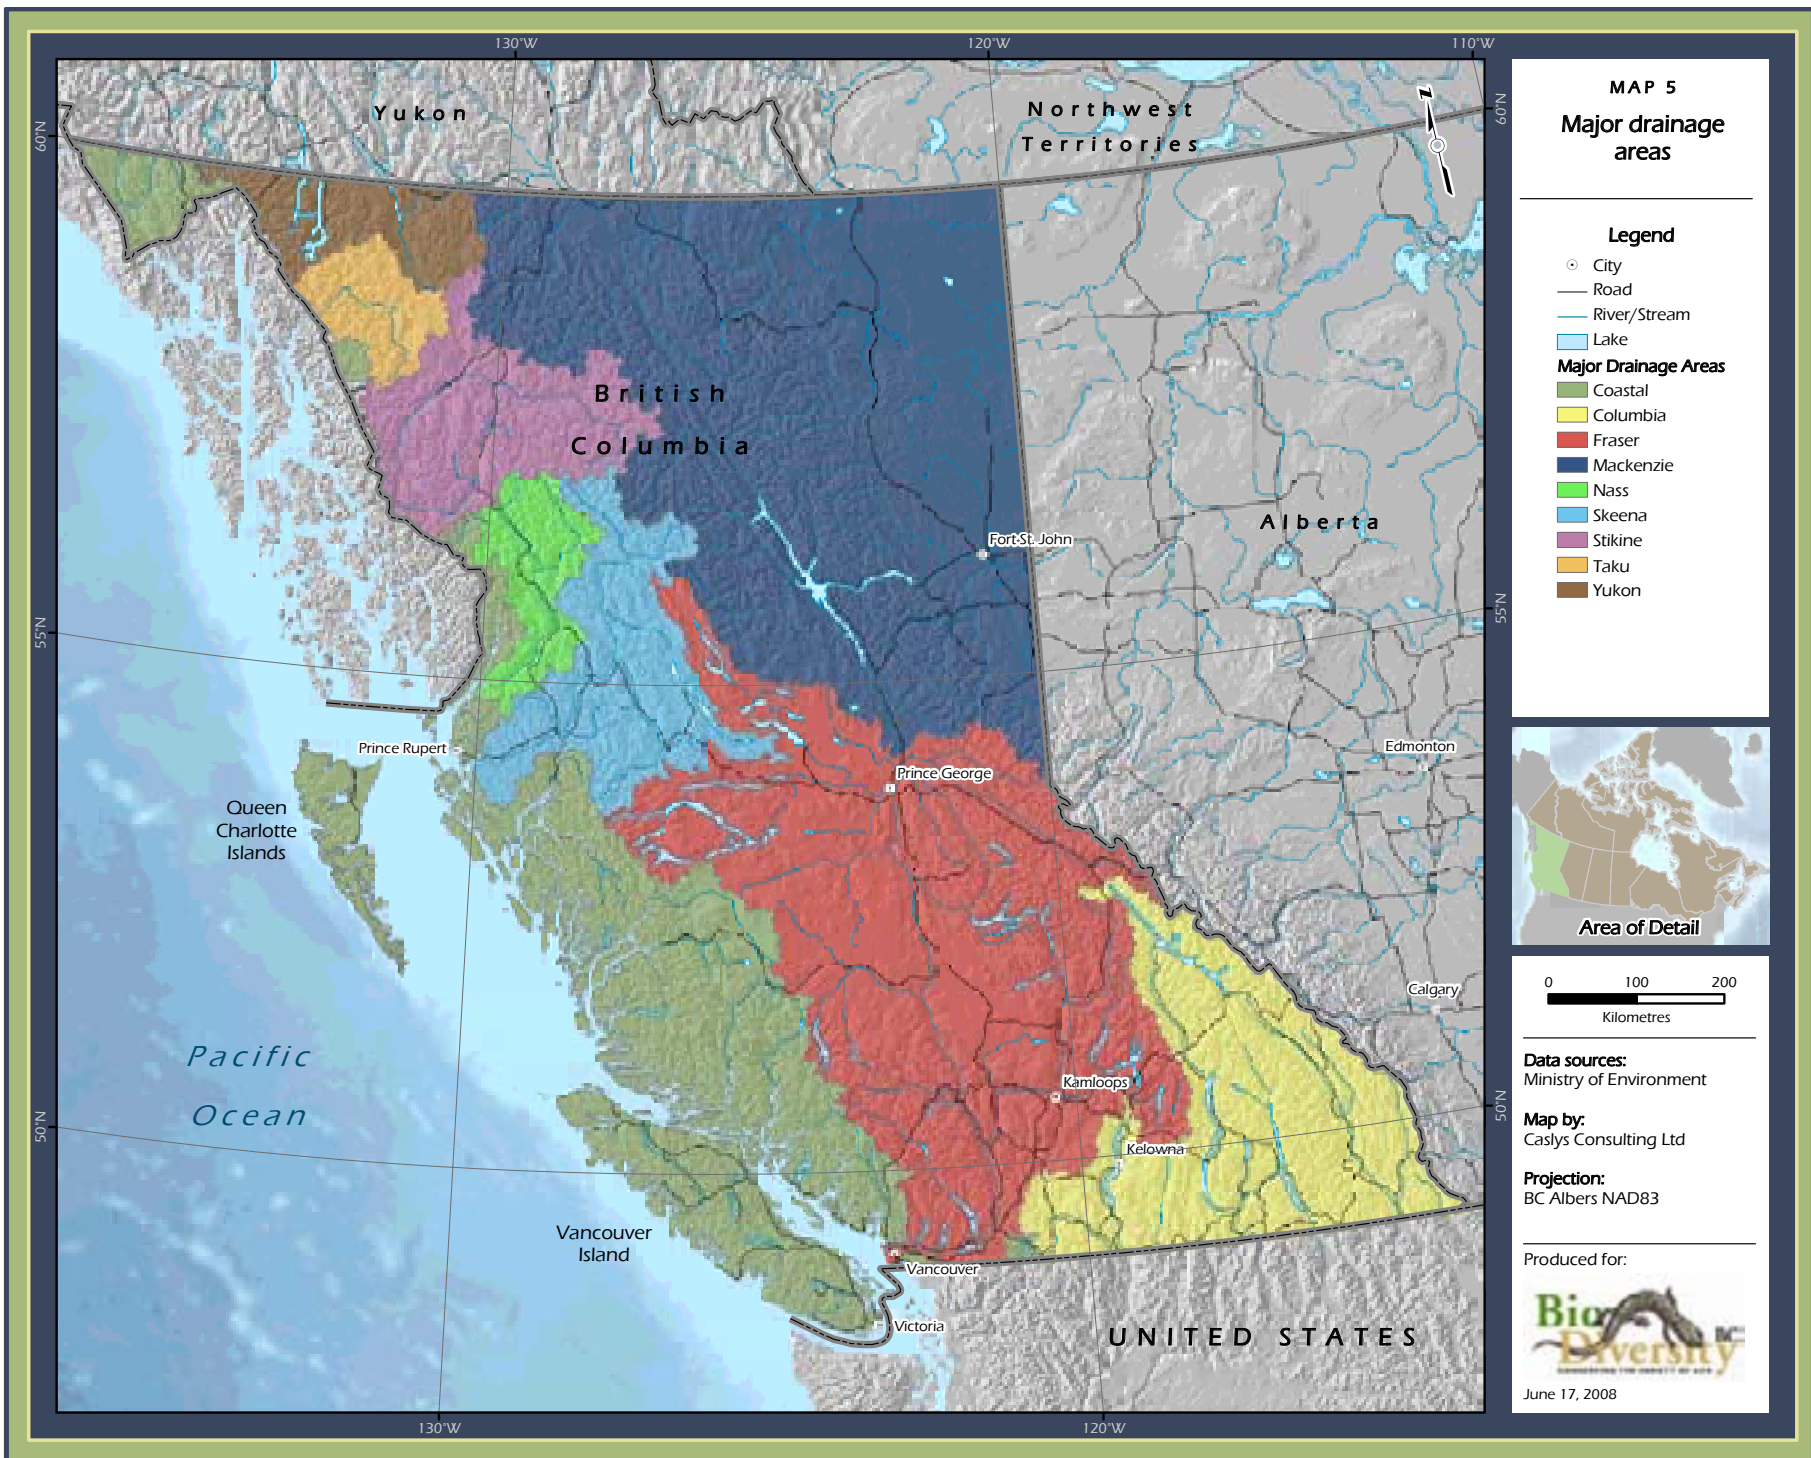 130°W
120°W
110°W
60°N
60°N
55°N
55°N
50°N
50°N
130°W
120°W
Yukon
Northwest
Territories
British
Columbia
Alberta
Fort St. John
Prince Rupert
Prince George
Edmonton
Queen
Charlotte
Islands
Calgary
Pacific
Ocean
Kamloops
Kelowna
Vancouver
Island
Vancouver
Victoria
UNITED STATES
MAP 5
Major drainage
areas
Legend
City
Road
River/Stream
Lake
Major Drainage Areas
Coastal
Columbia
Fraser
Mackenzie
Nass
Skeena
Stikine
Taku
Yukon
Area of Detail
0 100 200
Kilometres
Data sources:
Ministry of Environment
Map by:
Caslys Consulting Ltd
Projection:
BC Albers NAD83
Produced for:
Bio
Diversity BC
June 17, 2008